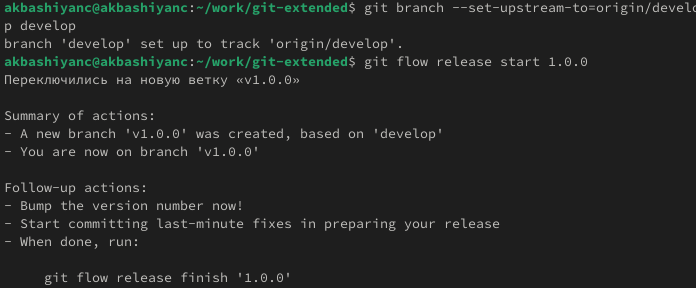 akbashiyanc@akbashiyanc:~/work/git-extended$ git branch --set-upstream-to=origin/develo
p develop
branch 'develop' set up to track 'origin/develop'.
akbashiyanc@akbashiyanc:~/work/git-extended$ git flow release start 1.0.0
Переключились на новую ветку «v1.0.0»
Summary of actions:
- A new branch 'v1.0.0' was created, based on 'develop'
- You are now on branch 'v1.0.0'
Follow-up actions:
- Bump the version number now!
- Start committing last-minute fixes in preparing your release
- When done, run:
git flow release finish '1.0.0'